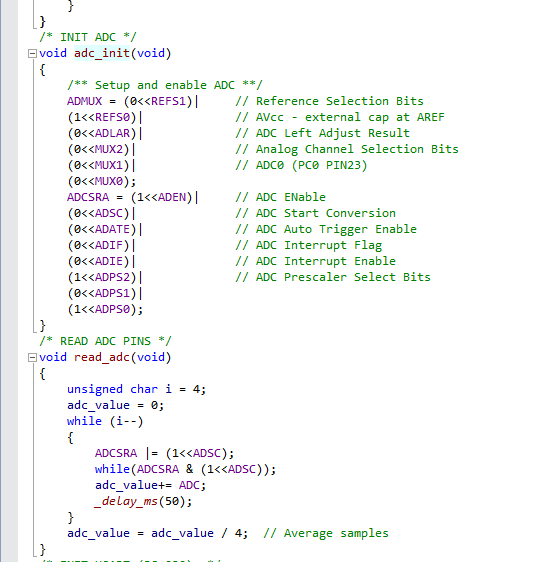 }
}
/* INIT ADC */
void adc_init(void)
{
/** Setup and enable ADC **/
ADMUX = (0<<REFS1)| // Reference Selection Bits
(1<<REFS0)| // AVcc - external cap at AREF
(0<<ADLAR)| // ADC Left Adjust Result
(0<<MUX2)| // Analog Channel Selection Bits
(0<<MUX1)| // ADC0 (PC0 PIN23)
(0<<MUX0);
ADCSRA = (1<<ADEN)| // ADC ENable
(0<<ADSC)| // ADC Start Conversion
(0<<ADATE)| // ADC Auto Trigger Enable
(0<<ADIF)| // ADC Interrupt Flag
(0<<ADIE)| // ADC Interrupt Enable
(1<<ADPS2)| // ADC Prescaler Select Bits
(0<<ADPS1)|
(1<<ADPS0);
}
/* READ ADC PINS */
void read_adc(void)
{
unsigned char i = 4;
adc_value = 0;
while (i--)
{
ADCSRA |= (1<<ADSC);
while(ADCSRA & (1<<ADSC));
adc_value+= ADC;
_delay_ms(50);
}
adc_value = adc_value / 4; // Average samples
}